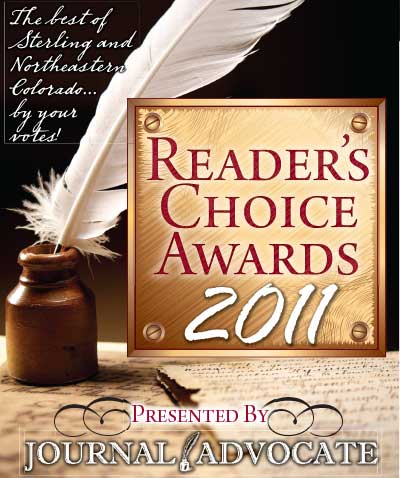 The best of
Sterling and
Northeastern
Colorado...
by your
votes!
READER'S
CHOICE
AWARDS
2011
PRESENTED BY
JOURNAL ADVOCATE